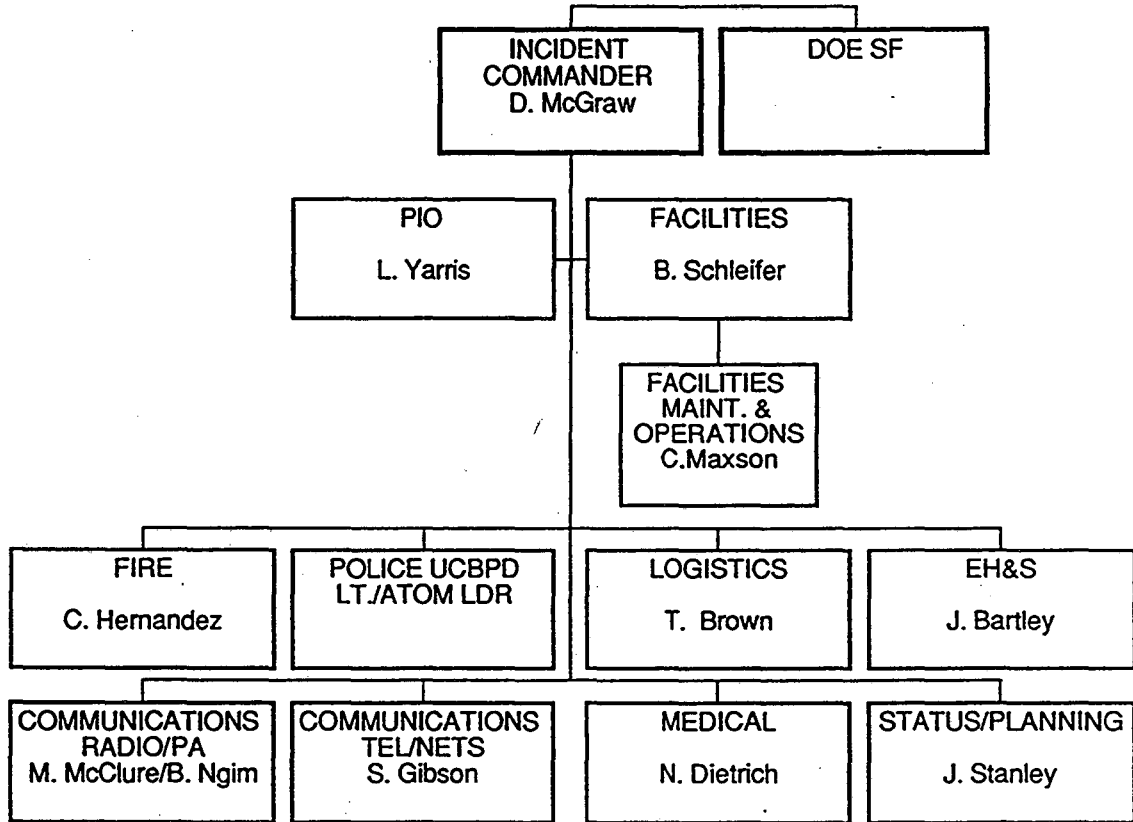 INCIDENT
COMMANDER
D. McGraw
DOE SF
PIO
L. Yarris
FACILITIES
B. Schleifer
FACILITIES
MAINT. &
OPERATIONS
C.Maxson
FIRE
C. Hernandez
POLICE UCBPD
LT./ATOM LDR
LOGISTICS
T. Brown
EH&S
J. Bartley
COMMUNICATIONS
RADIO/PA
M. McClure/B. Ngim
COMMUNICATIONS
TEL/NETS
S. Gibson
MEDICAL
N. Dietrich
STATUS/PLANNING
J. Stanley